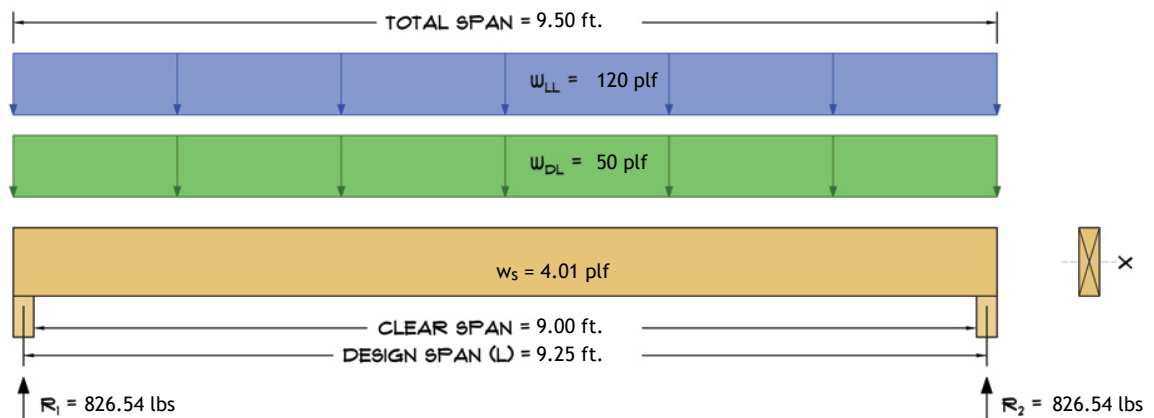 TOTAL SPAN = 9.50 ft.
WLL = 120 plf
WDL = 50 plf
ws = 4.01 plf
X
CLEAR SPAN = 9.00 ft.
DESIGN SPAN (L) = 9.25 ft.
R1 = 826.54 lbs
R2 = 826.54 lbs